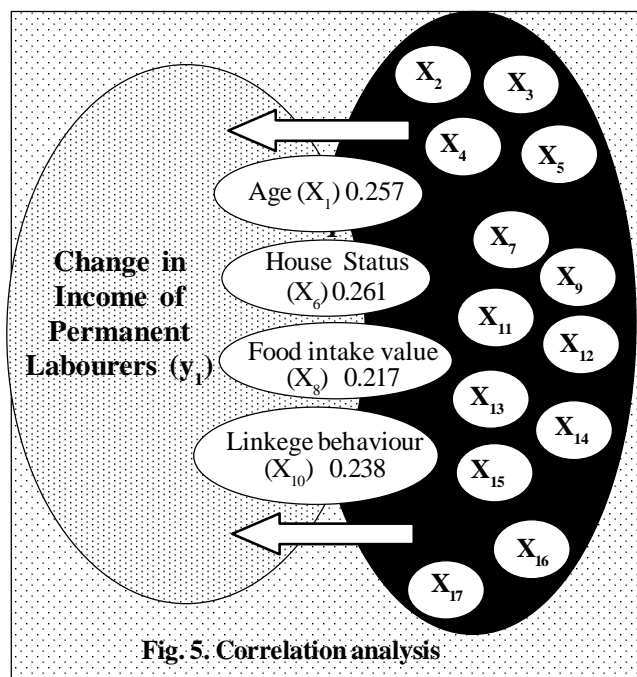 X₂
X₃
X₄
X₅
Age (X₁) 0.257
X₇
Change in
Income of
Permanent
Labourers (y₁)
House Status
(X₆) 0.261
X₉
X₁₁
X₁₂
Food intake value
(X₈) 0.217
X₁₃
X₁₄
Linkege behaviour
(X₁₀) 0.238
X₁₅
X₁₆
X₁₇
Fig. 5. Correlation analysis